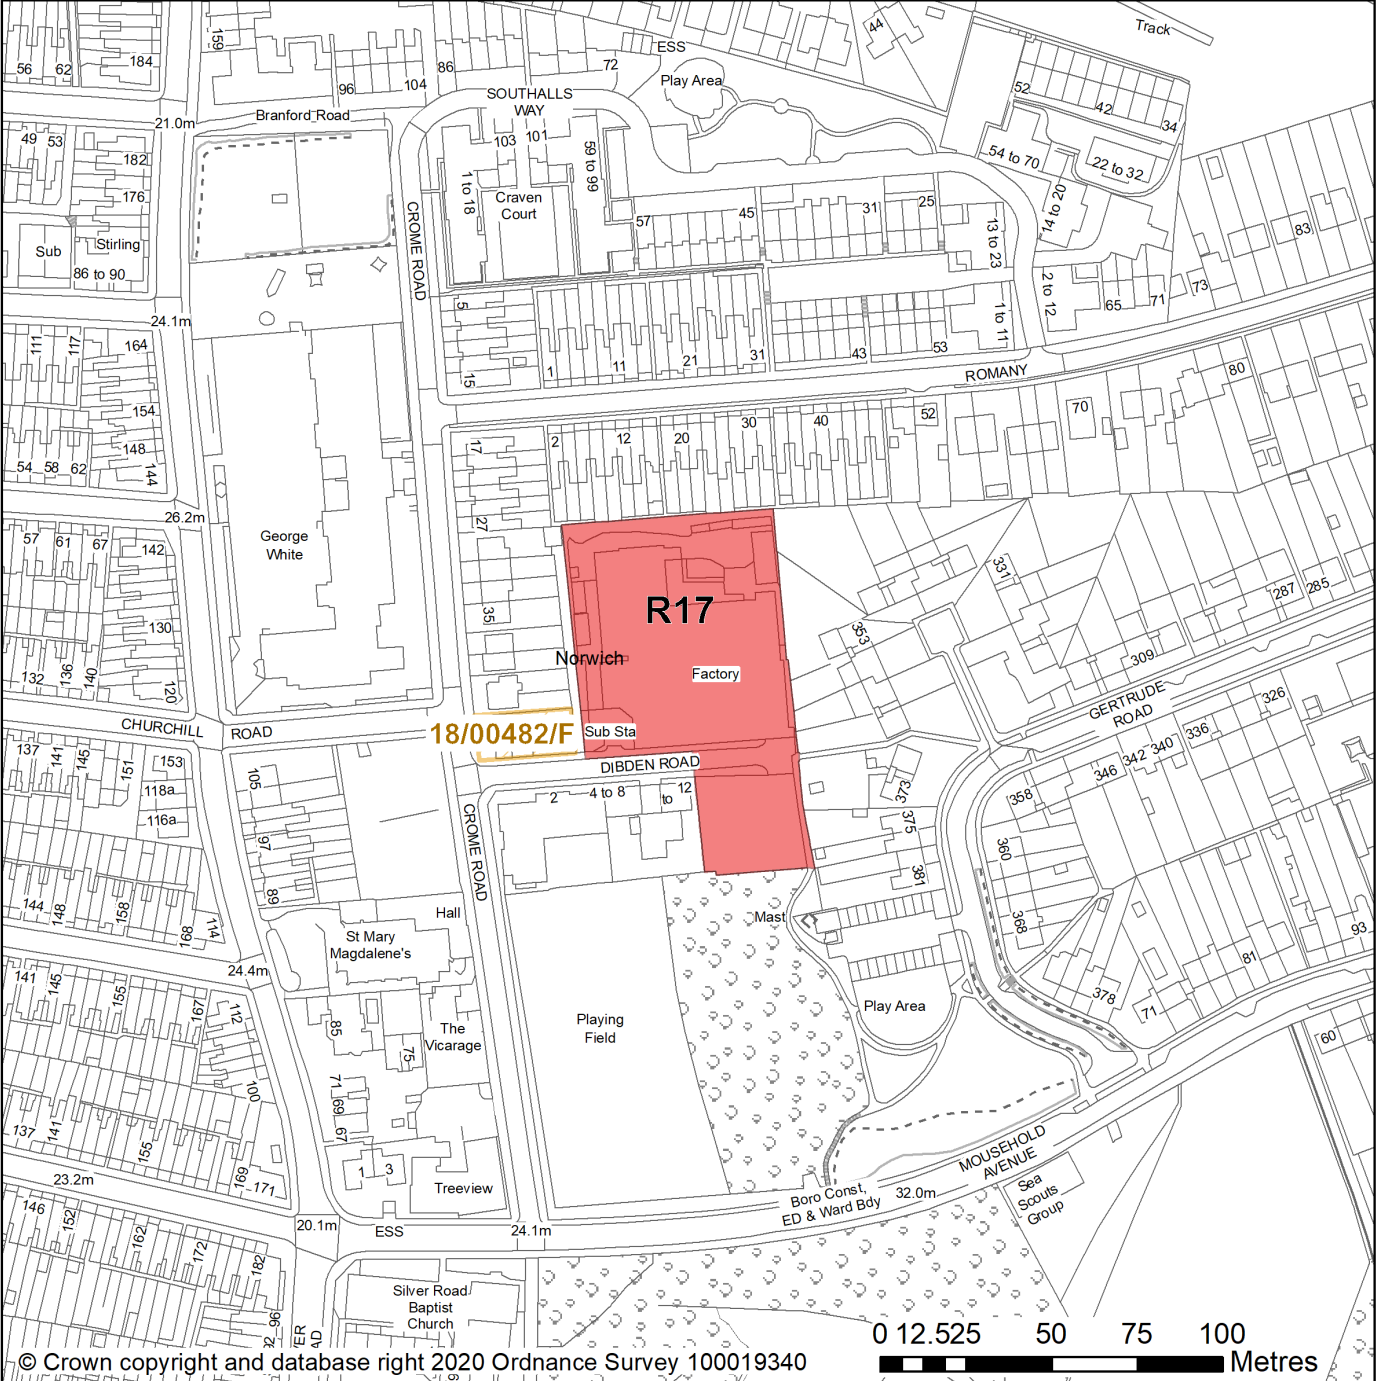 44
Track
159
ESS
184
86
72
Play Area
56
62
96
104
52
42
34
SOUTHALLS
WAY
Branford Road
21.0m
49
53
103
101
59 to 99
182
54 to 70
22 to 32
176
1 to 18
Craven
Court
14 to 20
57
45
31
25
13 to 23
83
CROME ROAD
Sub
Stirling
86 to 90
2 to 12
65
71
73
5
24.1m
1 to 11
111
117
164
1
11
21
31
43
53
15
ROMANY
80
154
52
70
2
12
20
30
40
17
148
144
54
58
62
26.2m
27
George
White
57
61
67
142
331
287
285
R17
35
130
353
Norwich
Factory
309
132
136
140
120
326
GERTRUDE
ROAD
CHURCHILL
ROAD
18/00482/F
Sub Sta
DIBDEN ROAD
137
141
145
151
153
118a
116a
105
336
340
342
346
358
373
375
2
4 to 8
to
12
CROME ROAD
97
89
360
381
368
144
148
158
168
114
Hall
Mast
St Mary
Magdalene's
93
24.4m
81
141
145
155
167
112
378
71
Play Area
85
The
Vicarage
75
Playing
Field
60
100
71
69
67
137
141
155
169
171
MOUSEHOLD
AVENUE
1
3
23.2m
Treeview
Boro Const,
ED & Ward Bdy
32.0m
Sea
Scouts
Group
146
152
162
172
182
20.1m
ESS
24.1m
Silver Road
Baptist
Church
96
0 12.525 50 75 100
Metres
© Crown copyright and database right 2020 Ordnance Survey 100019340